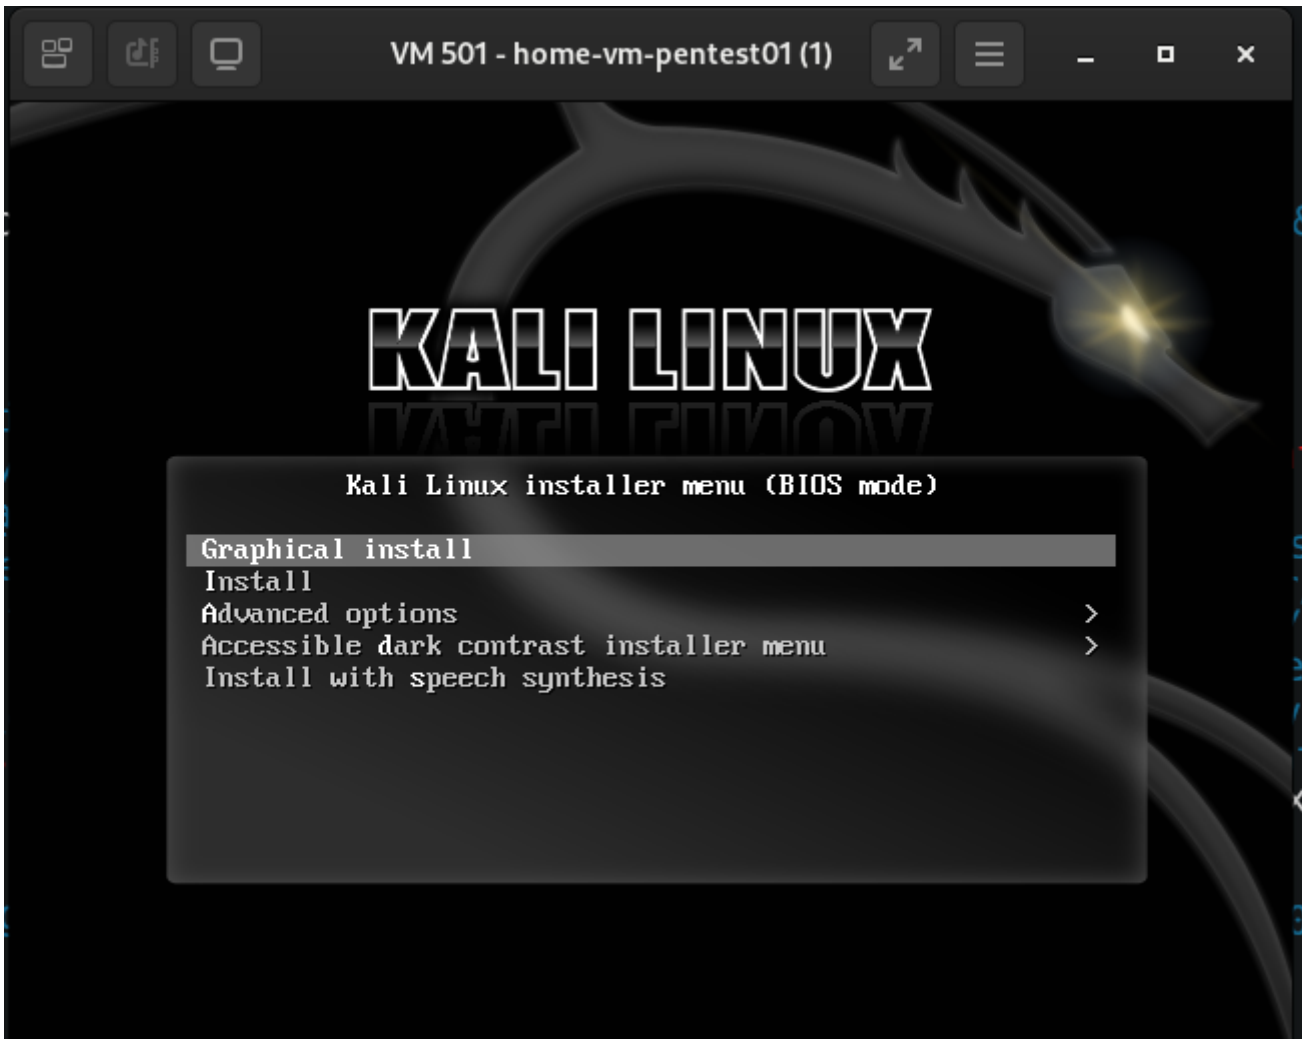 VM 501 - home-vm-pentest01 (1)
KALI LINUX
Kali Linux installer menu (BIOS mode)
Graphical install
Install
Advanced options >
Accessible dark contrast installer menu >
Install with speech synthesis